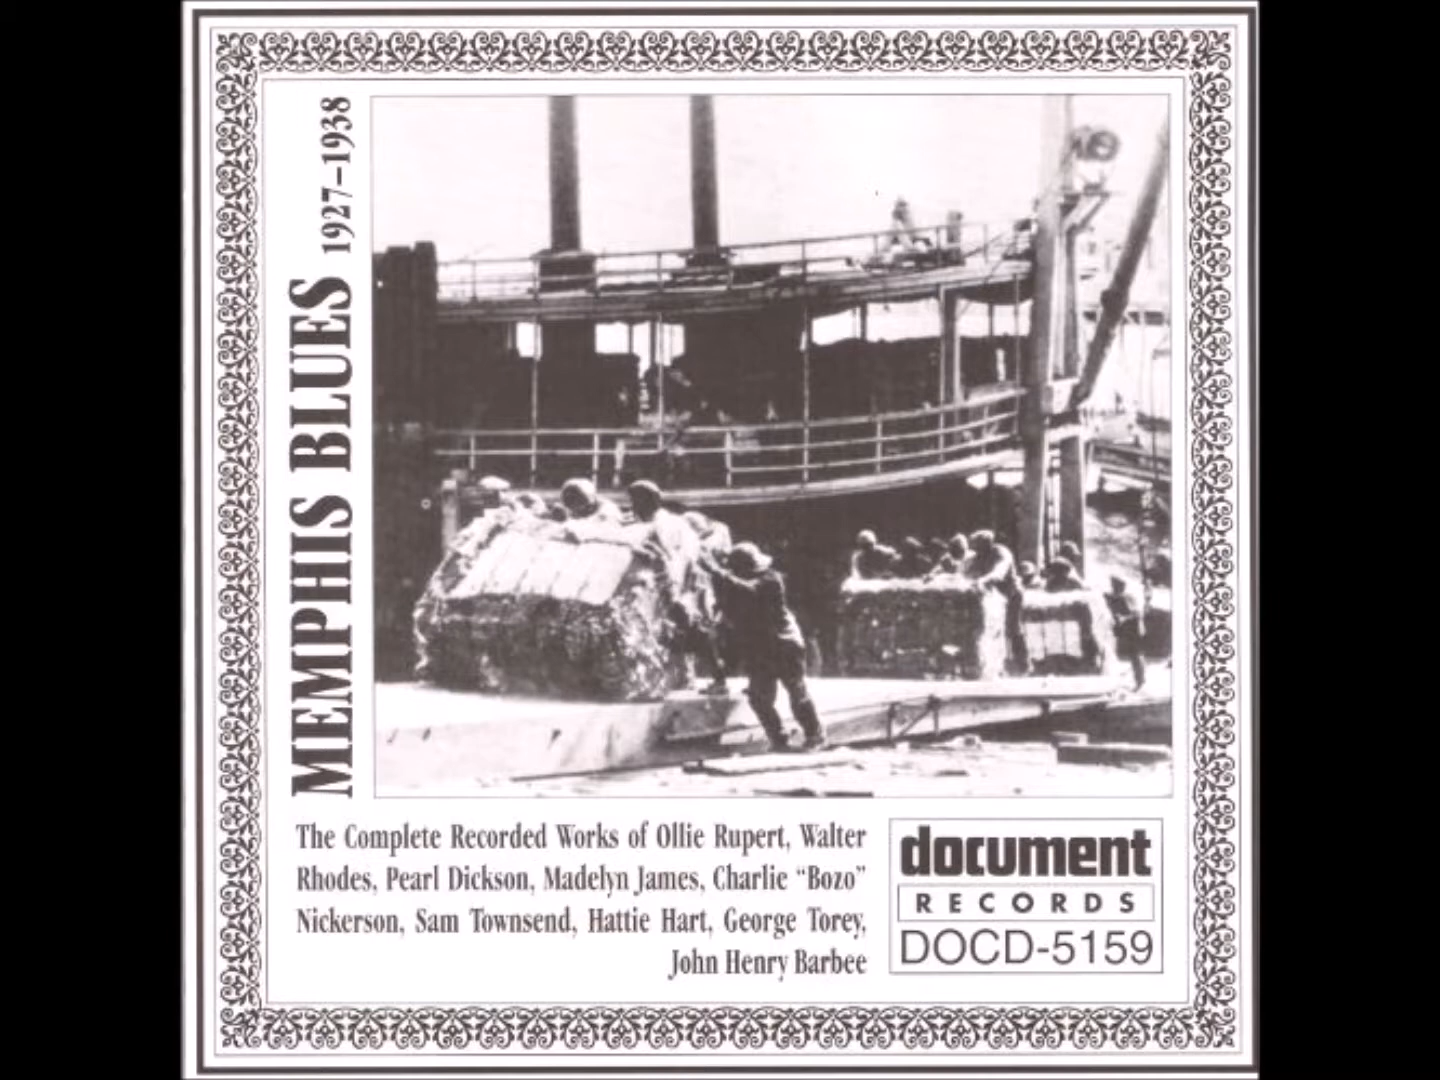 MEMPHIS BLUES 1927–1938
The Complete Recorded Works of Ollie Rupert, Walter
Rhodes, Pearl Dickson, Madelyn James, Charlie “Bozo”
Nickerson, Sam Townsend, Hattie Hart, George Torey,
John Henry Barbee
document
RECORDS
DOCD-5159